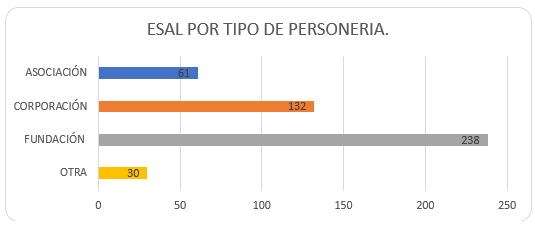 ESAL POR TIPO DE PERSONERIA.
ASOCIACIÓN 61
CORPORACIÓN 132
FUNDACIÓN 238
OTRA 30
0 50 100 150 200 250